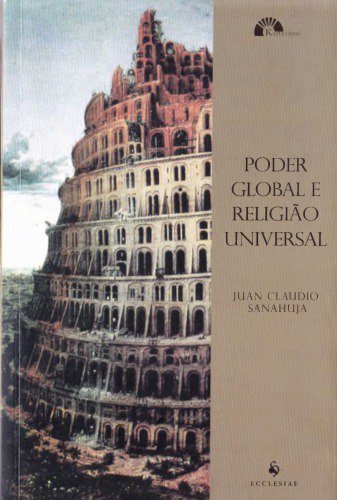 PODER
GLOBAL E
RELIGIÃO
UNIVERSAL
JUAN CLAUDIO
SANAHUJA
ECCLESIAE